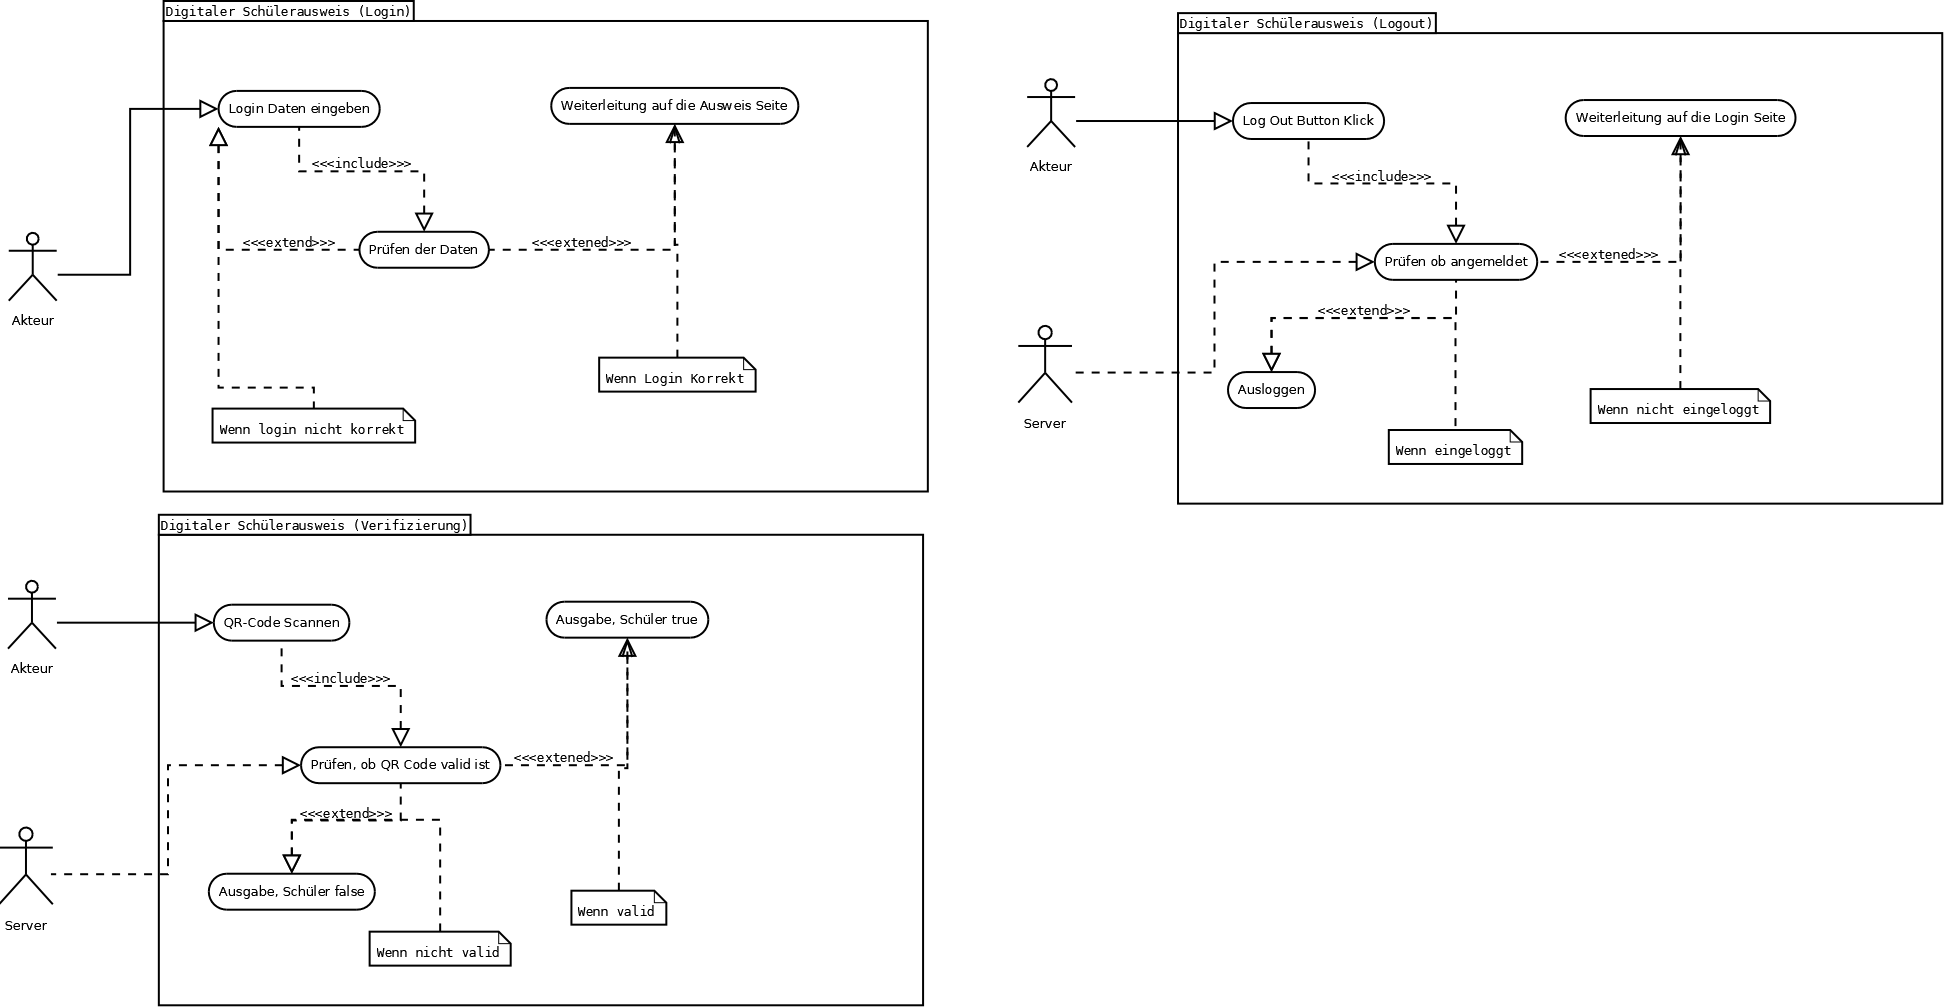 Digitaler Schülerausweis (Login)
Login Daten eingeben
Weiterleitung auf die Ausweis Seite
<<<include>>>
<<<extend>>>
Prüfen der Daten
<<<extened>>>
Akteur
Wenn Login Korrekt
Wenn login nicht korrekt
Digitaler Schülerausweis (Logout)
Log Out Button Klick
Weiterleitung auf die Login Seite
Akteur
<<<include>>>
Prüfen ob angemeldet
<<<extened>>>
<<<extend>>>
Ausloggen
Server
Wenn nicht eingeloggt
Wenn eingeloggt
Digitaler Schülerausweis (Verifizierung)
QR-Code Scannen
Ausgabe, Schüler true
Akteur
<<<include>>>
Prüfen, ob QR Code valid ist
<<<extened>>>
<<<extend>>>
Ausgabe, Schüler false
Server
Wenn valid
Wenn nicht valid